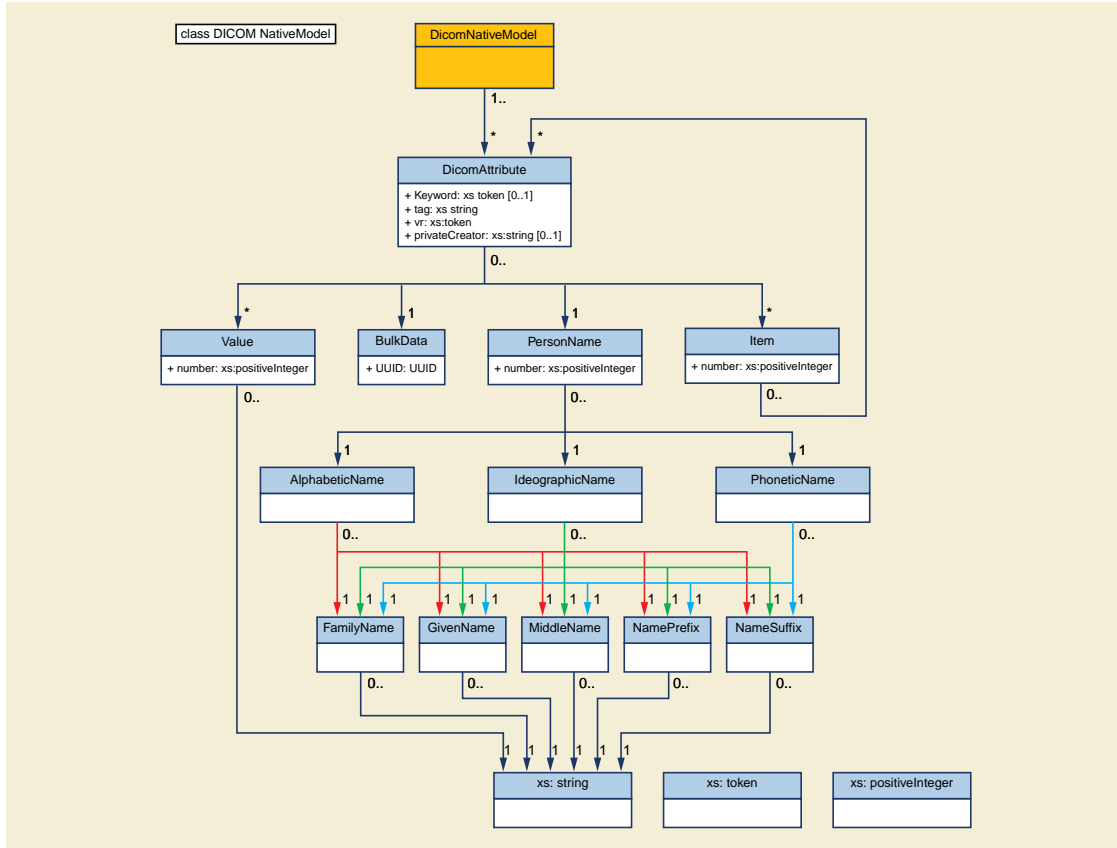 class DICOM NativeModel
DicomNativeModel
1..
*
*
DicomAttribute
+ Keyword: xs token [0..1]
+ tag: xs string
+ vr: xs:token
+ privateCreator: xs:string [0..1]
0..
*
1
1
*
Value
BulkData
PersonName
Item
+ number: xs:positiveInteger
+ UUID: UUID
+ number: xs:positiveInteger
+ number: xs:positiveInteger
0..
0..
0..
1
1
1
AlphabeticName
IdeographicName
PhoneticName
0..
0..
0..
1 1 1 1 1 1 1 1 1 1 1 1 1 1 1
FamilyName
GivenName
MiddleName
NamePrefix
NameSuffix
0..
0..
0..
0..
0..
1 1 1 1 1 1
xs: string
xs: token
xs: positiveInteger